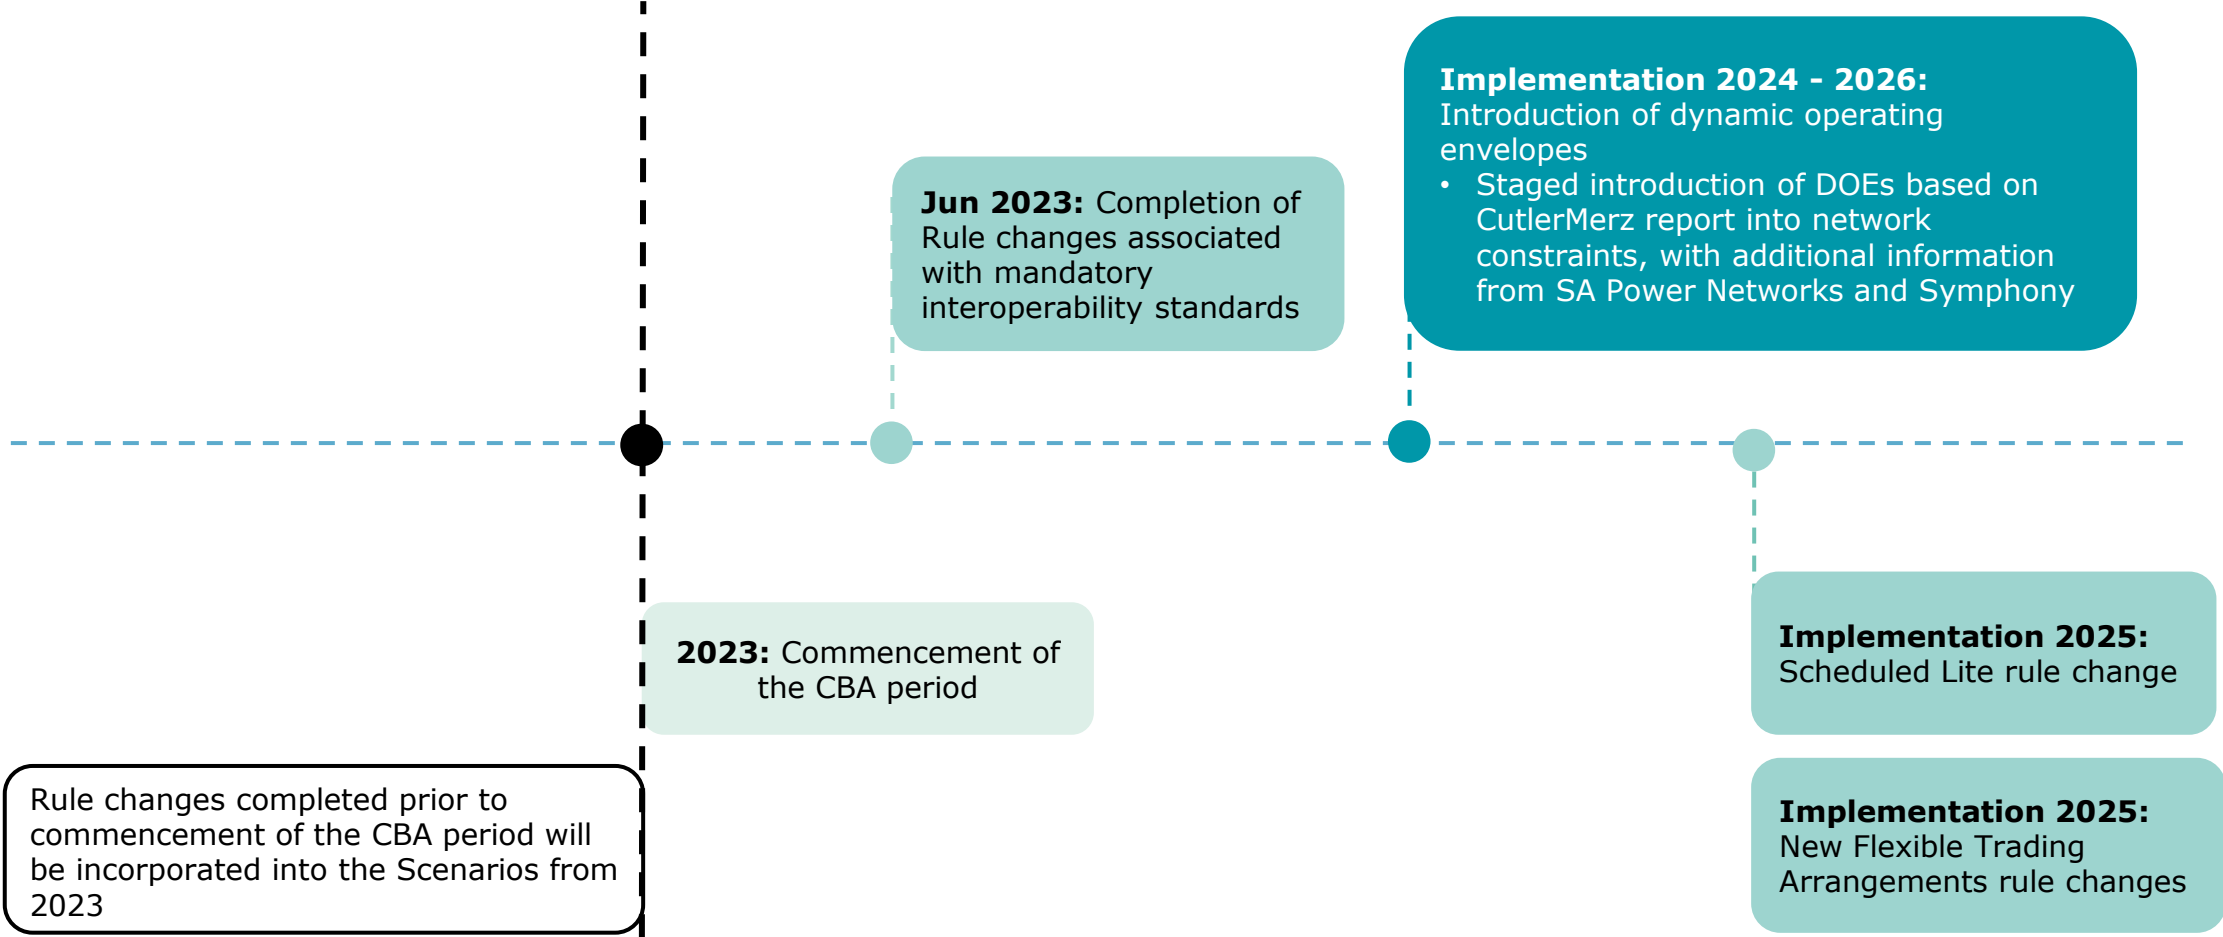 Implementation 2024 - 2026:
Introduction of dynamic operating
envelopes
• Staged introduction of DOEs based on
CutlerMerz report into network
constraints, with additional information
from SA Power Networks and Symphony
Jun 2023: Completion of
Rule changes associated
with mandatory
interoperability standards
2023: Commencement of
the CBA period
Implementation 2025:
Scheduled Lite rule change
Rule changes completed prior to
commencement of the CBA period will
be incorporated into the Scenarios from
2023
Implementation 2025:
New Flexible Trading
Arrangements rule changes